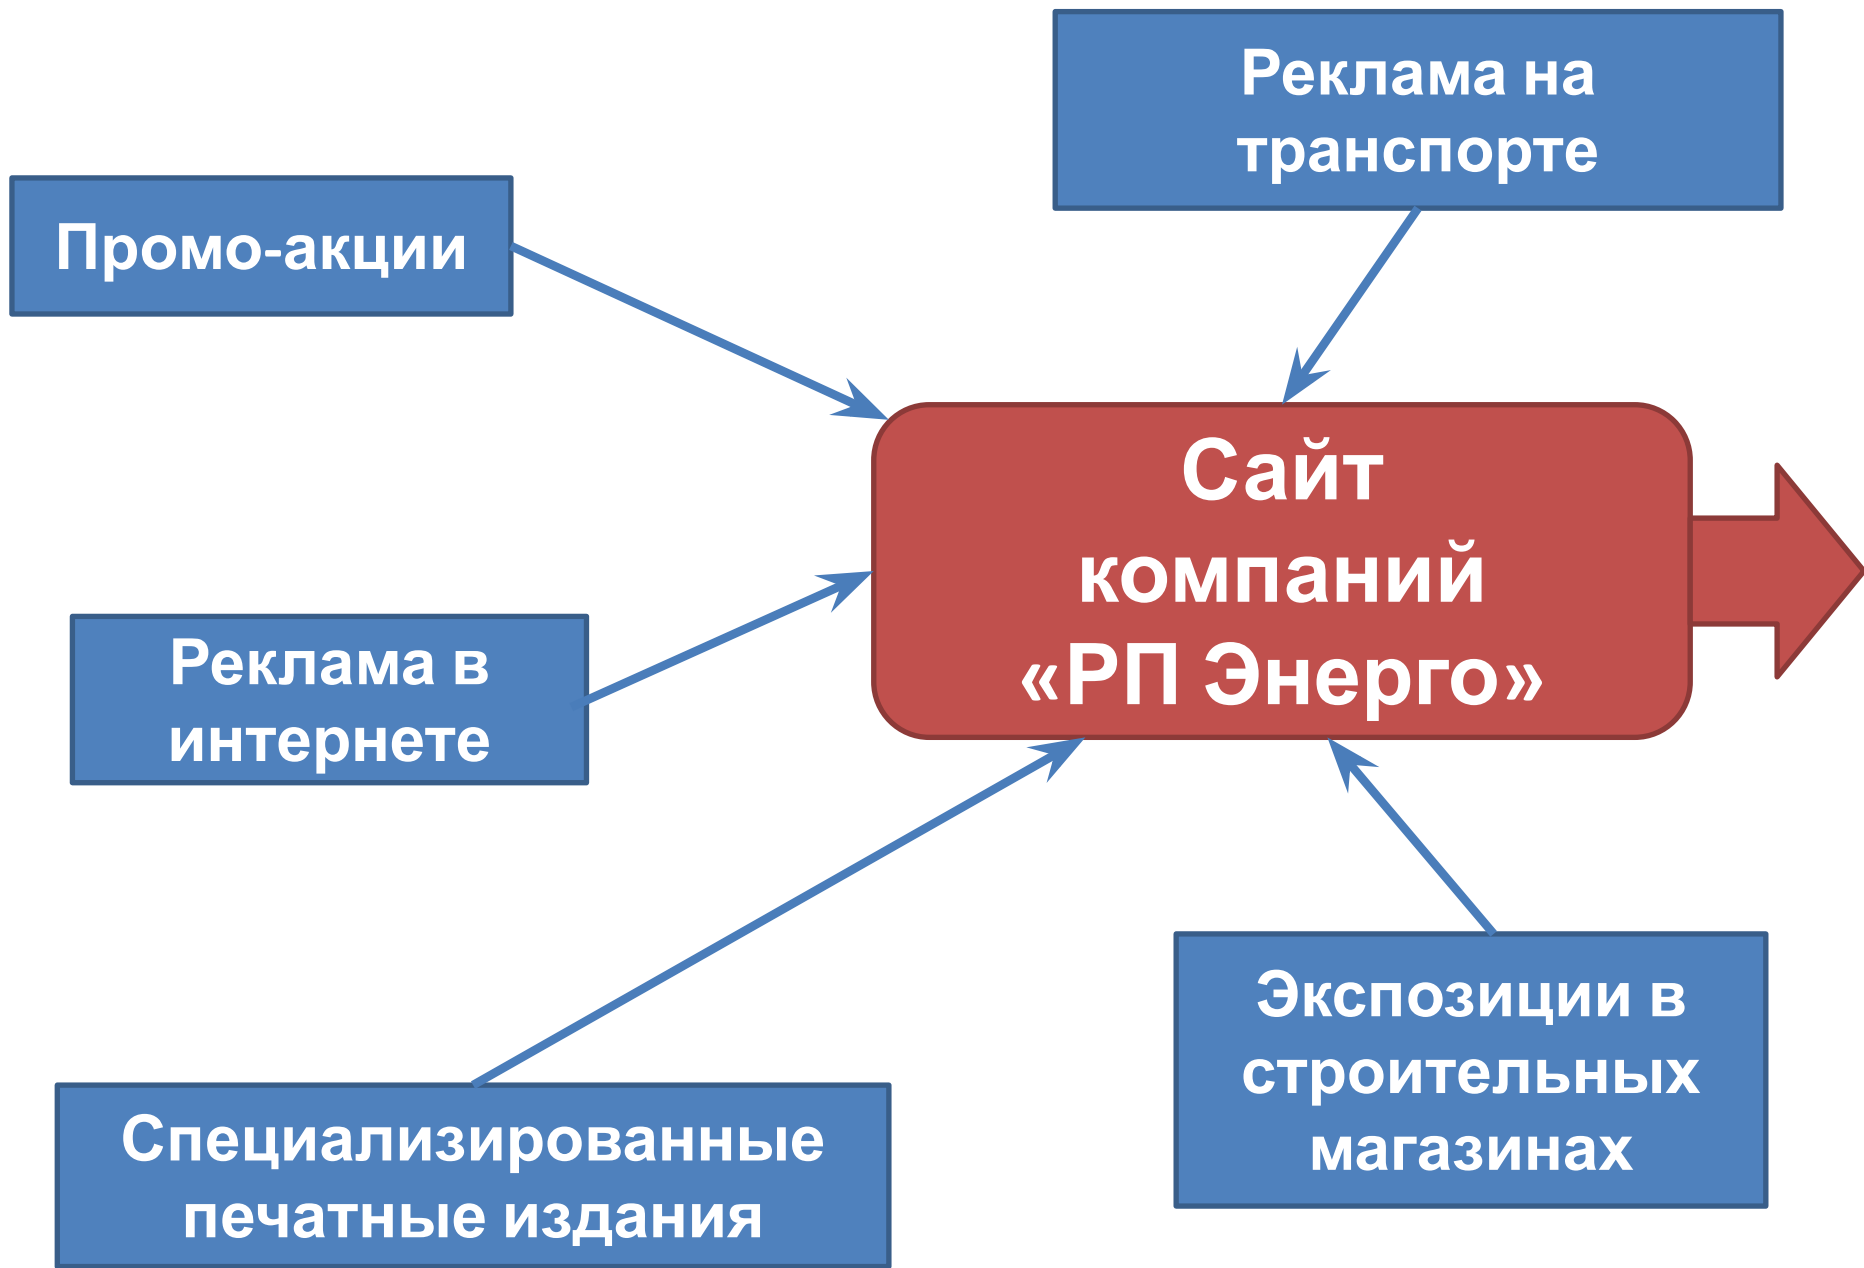 Реклама на
транспорте
Промо-акции
Сайт
компаний
«РП Энерго»
Реклама в
интернете
Экспозиции в
строительных
магазинах
Специализированные
печатные издания